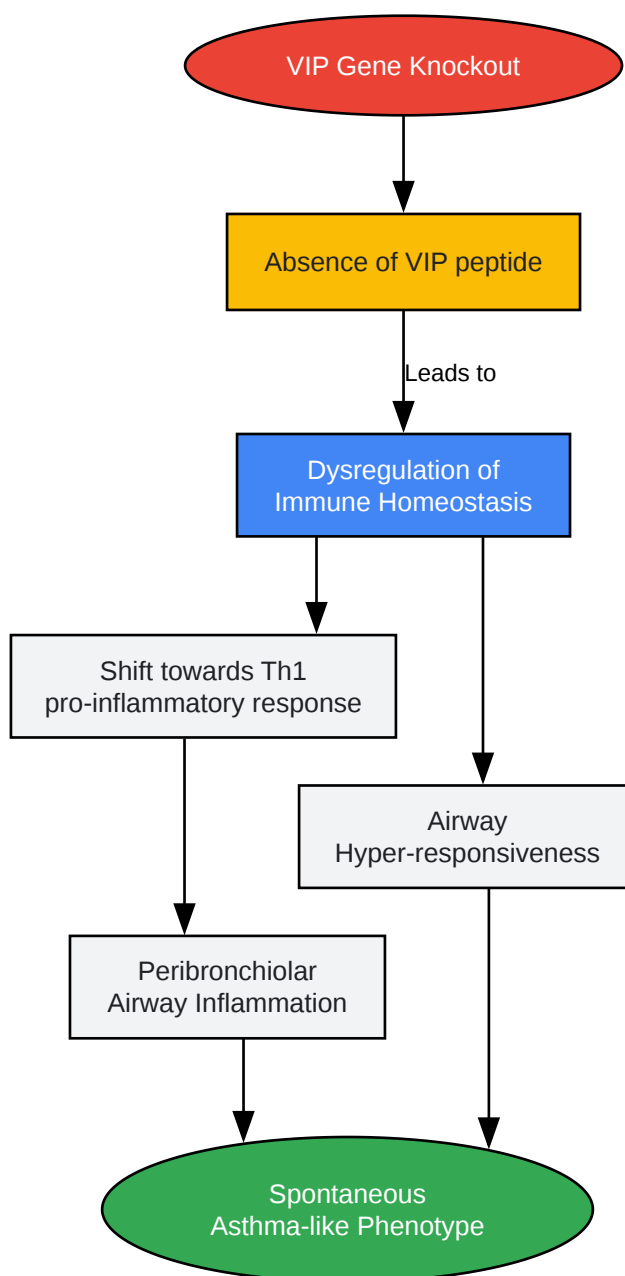 VIP Gene Knockout
Absence of VIP peptide
Leads to
Dysregulation of
Immune Homeostasis
Shift towards Th1
pro-inflammatory response
Airway
Hyper-responsiveness
Peribronchiolar
Airway Inflammation
Spontaneous
Asthma-like Phenotype